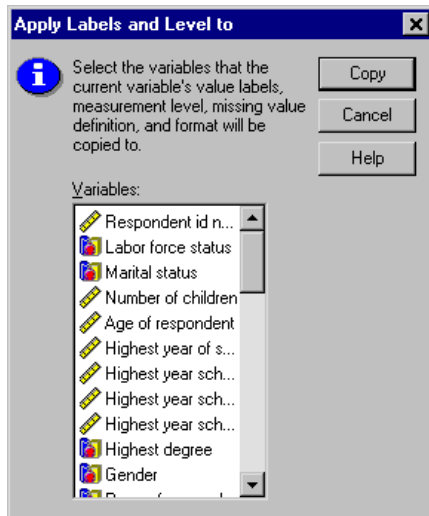 Apply Labels and Level to
Select the variables that the
current variable's value labels,
measurement level, missing value
definition, and format will be
copied to.
Copy
Cancel
Help
Variables:
Respondent id n...
Labor force status
Marital status
Number of children
Age of respondent
Highest year of s...
Highest year sch...
Highest year sch...
Highest year sch...
Highest degree
Gender